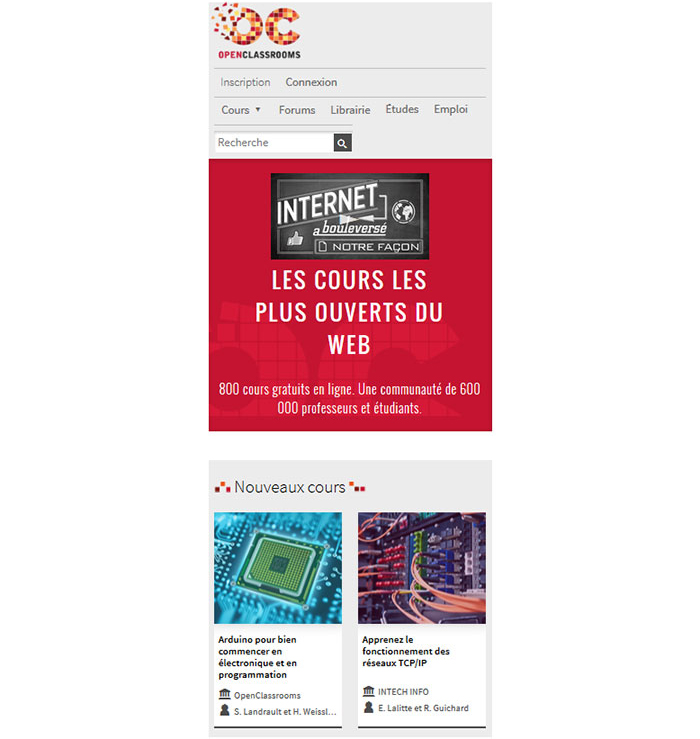 OPENCLASSROOMS
Inscription Connexion
Cours Forums Librairie Études Emploi
Recherche
INTERNET
a bouleversé
NOTRE FAÇON
LES COURS LES
PLUS OUVERTS DU
WEB
800 cours gratuits en ligne. Une communauté de 600
000 professeurs et étudiants.
Nouveaux cours
Arduino pour bien
commencer en
électronique et en
programmation
OpenClassrooms
S. Landrault et H. Weissl...
Apprenez le
fonctionnement des
réseaux TCP/IP
INTECH INFO
E. Lalitte et R. Guichard